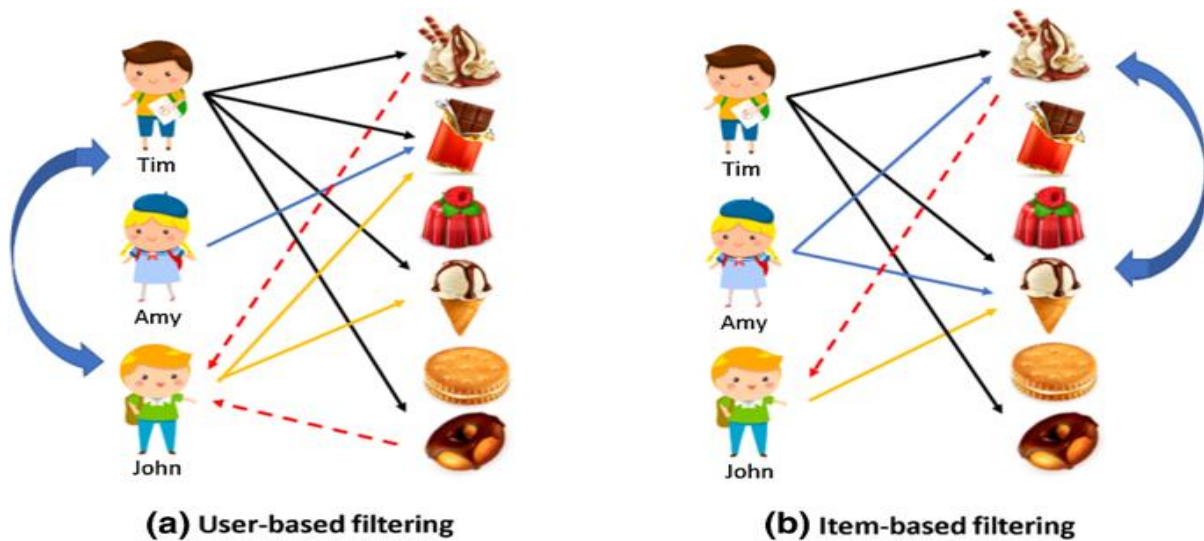 Tim
Amy
John
(a) User-based filtering
Tim
Amy
John
(b) Item-based filtering